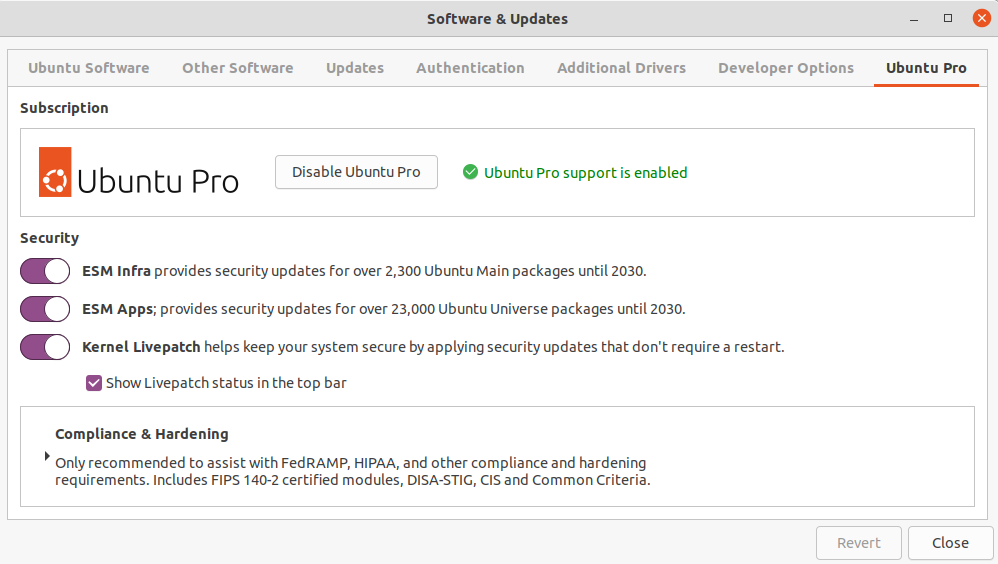 Software & Updates
Ubuntu Software Other Software Updates Authentication Additional Drivers Developer Options Ubuntu Pro
Subscription
Ubuntu Pro Disable Ubuntu Pro Ubuntu Pro support is enabled
Security
ESM Infra provides security updates for over 2,300 Ubuntu Main packages until 2030.
ESM Apps; provides security updates for over 23,000 Ubuntu Universe packages until 2030.
Kernel Livepatch helps keep your system secure by applying security updates that don't require a restart.
Show Livepatch status in the top bar
Compliance & Hardening
Only recommended to assist with FedRAMP, HIPAA, and other compliance and hardening
requirements. Includes FIPS 140-2 certified modules, DISA-STIG, CIS and Common Criteria.
Revert Close